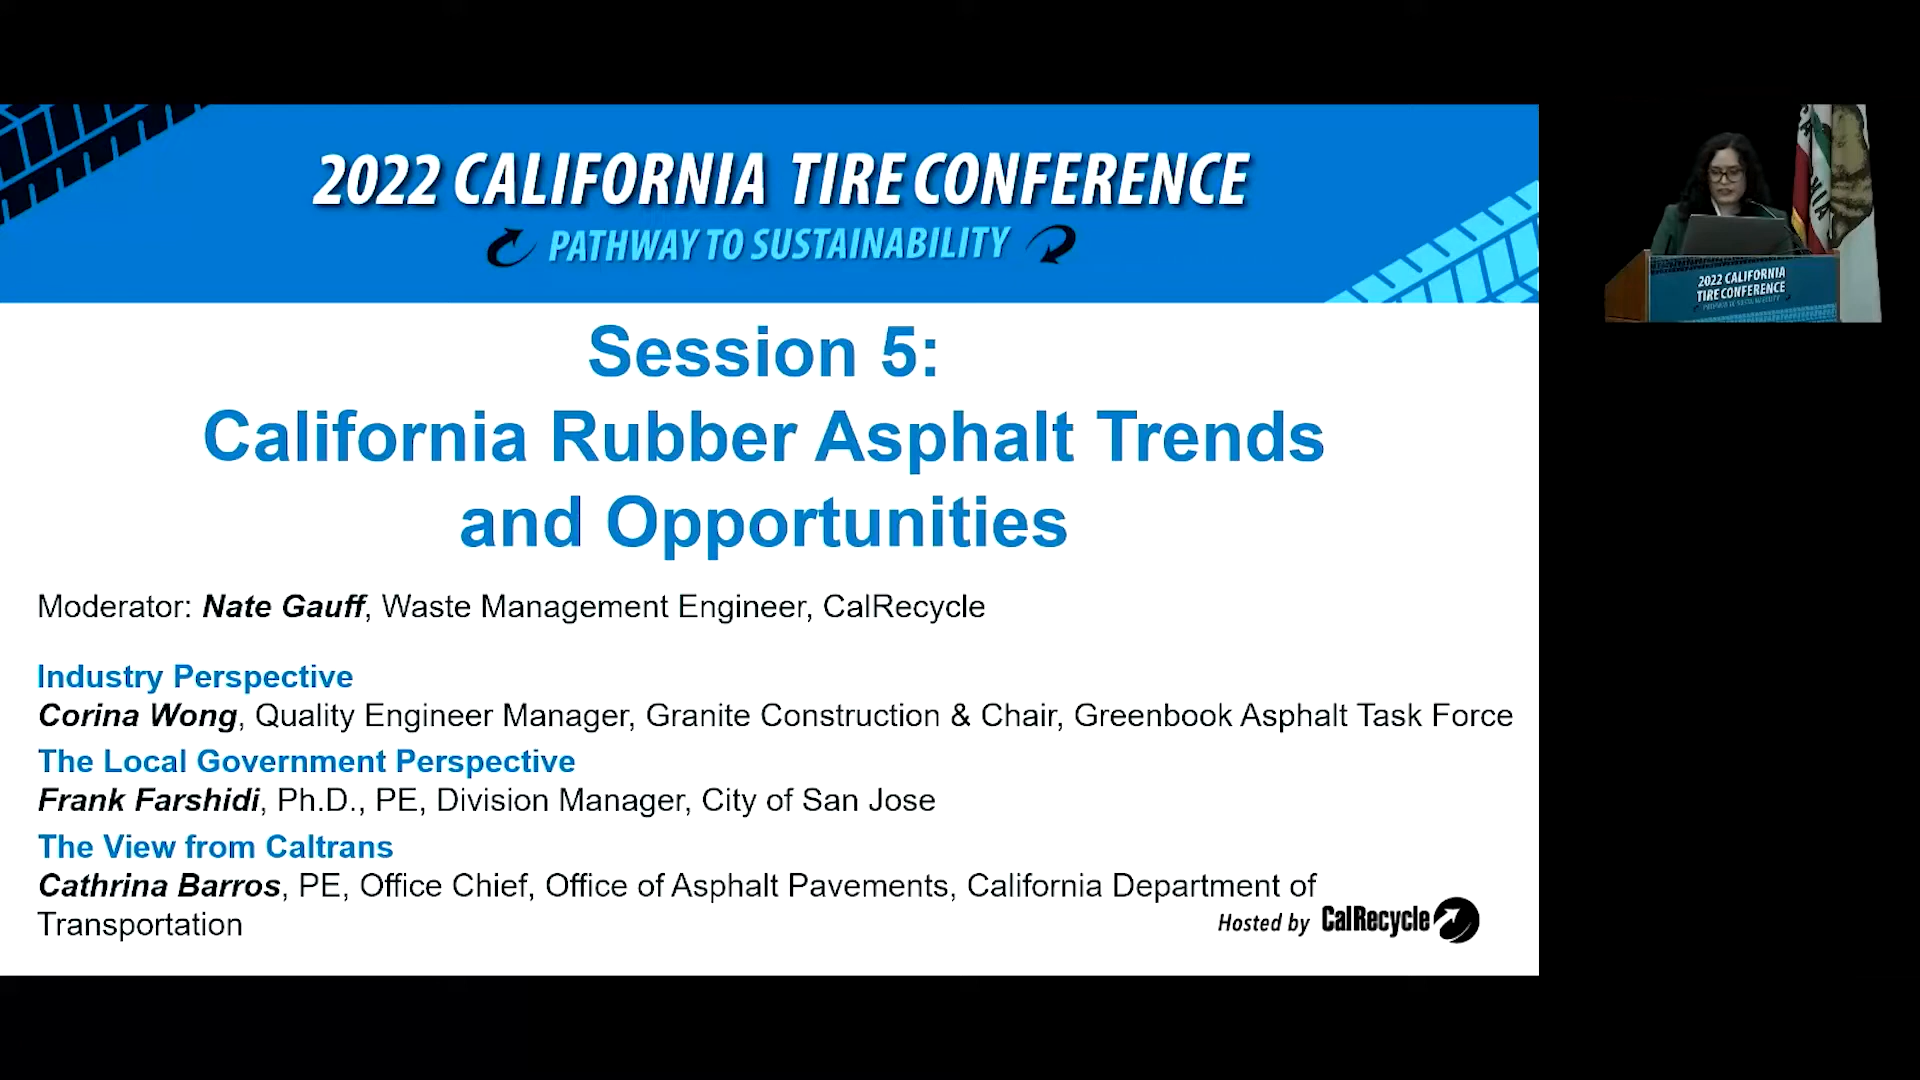 2022 CALIFORNIA TIRE CONFERENCE
PATHWAY TO SUSTAINABILITY
Session 5:
California Rubber Asphalt Trends
and Opportunities
Moderator: Nate Gauff, Waste Management Engineer, CalRecycle
Industry Perspective
Corina Wong, Quality Engineer Manager, Granite Construction & Chair, Greenbook Asphalt Task Force
The Local Government Perspective
Frank Farshidi, Ph.D., PE, Division Manager, City of San Jose
The View from Caltrans
Cathrina Barros, PE, Office Chief, Office of Asphalt Pavements, California Department of
Transportation
Hosted by CalRecycle
2022 CALIFORNIA
TIRE CONFERENCE
PATHWAY TO SUSTAINABILITY